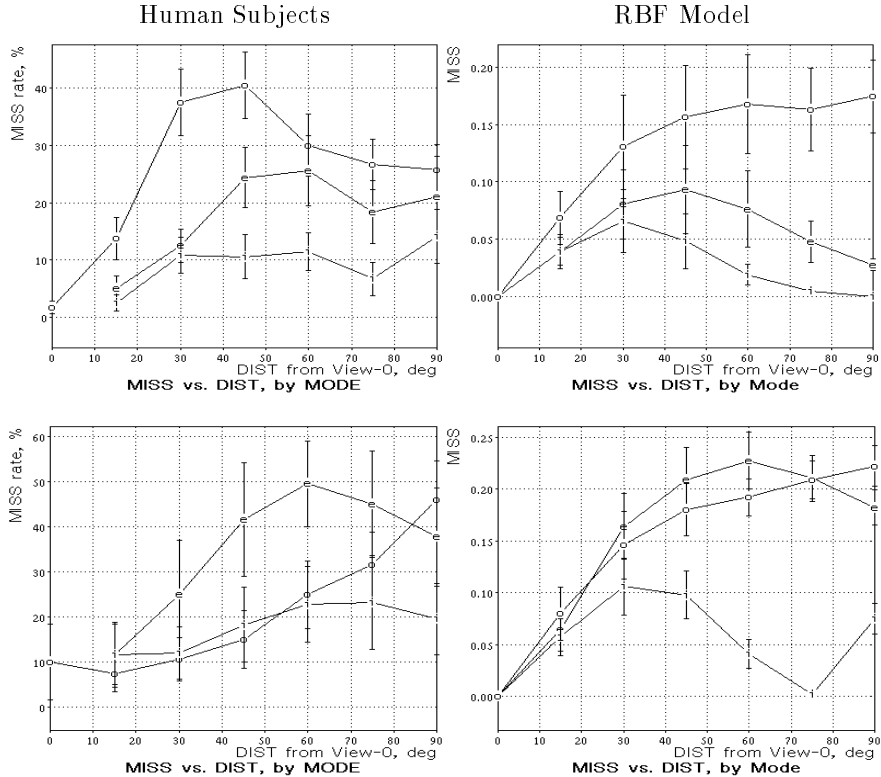 Human Subjects
RBF Model
MISS rate, %
40
30
20
10
0
0 10 20 30 40 50 60 70 80 90
DIST from View-0, deg
MISS vs. DIST, by MODE
MISS
0.20
0.15
0.10
0.05
0.00
0 10 20 30 40 50 60 70 80 90
DIST from View-0, deg
MISS vs. DIST, by Mode
MISS rate, %
60
50
40
30
20
10
0
0 10 20 30 40 50 60 70 80 90
DIST from View-0, deg
MISS vs. DIST, by MODE
MISS
0.25
0.20
0.15
0.10
0.05
0.00
0 10 20 30 40 50 60 70 80 90
DIST from View-0, deg
MISS vs. DIST, by Mode